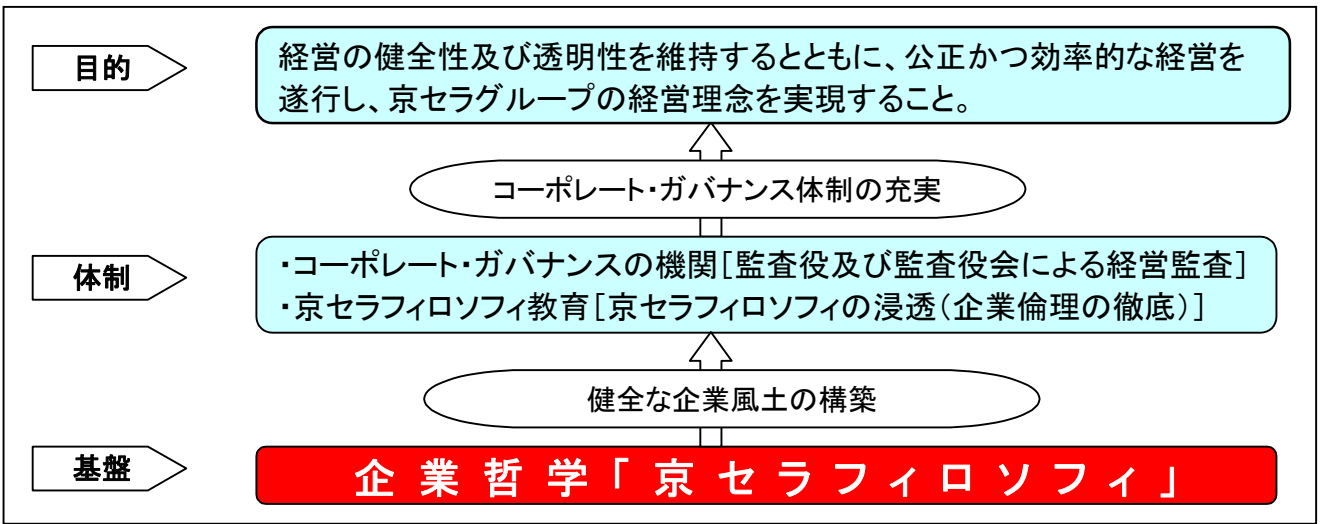 目的
経営の健全性及び透明性を維持するとともに、公正かつ効率的な経営を
遂行し、京セラグループの経営理念を実現すること。
コーポレート・ガバナンス体制の充実
体制
・コーポレート・ガバナンスの機関[監査役及び監査役会による経営監査]
・京セラフィロソフィ教育[京セラフィロソフィの浸透(企業倫理の徹底)]
健全な企業風土の構築
基盤
企業哲学「京セラフィロソフィ」